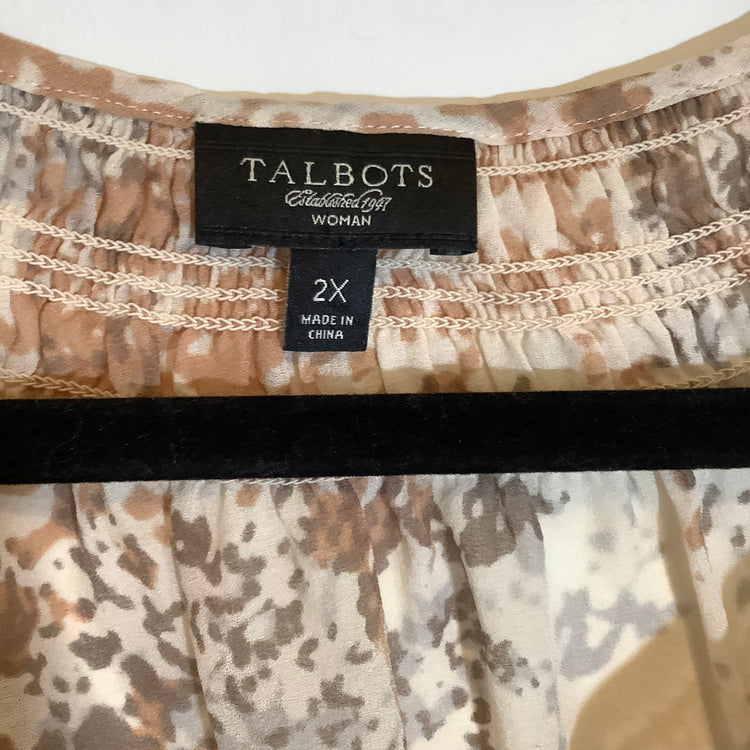 TALBOTS
Established 1947
WOMAN
2X
MADE IN
CHINA